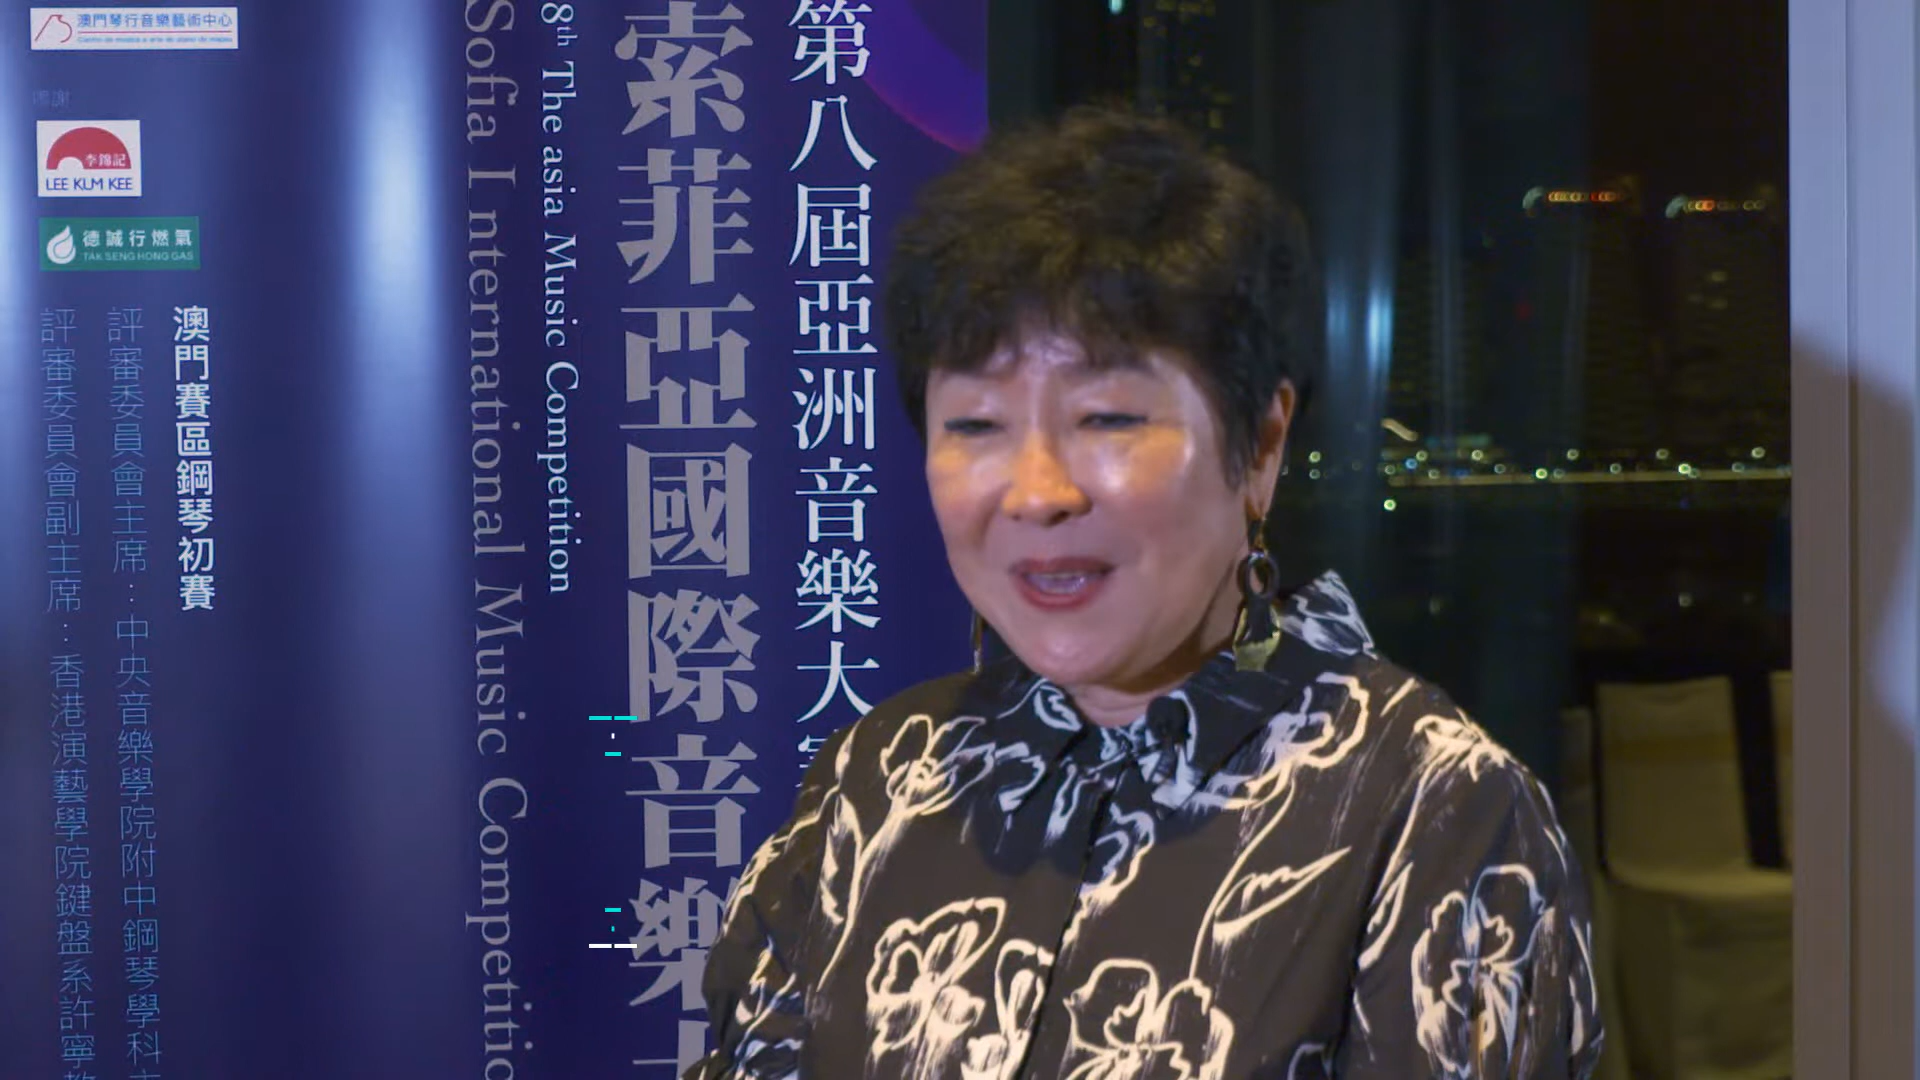 澳門琴行音樂藝術中心
鳴謝
李錦記
LEE KUM KEE
德誠行燃氣
TAK SENG HONG GAS
第八屆亞洲音樂大
索菲亞國際音樂
8th The asia Music Competition
Sofia International Music Competitio
澳門賽區鋼琴初賽
評審委員會主席：中央音樂學院附中鋼琴學科
評審委員會副主席：香港演藝學院鍵盤系許寧